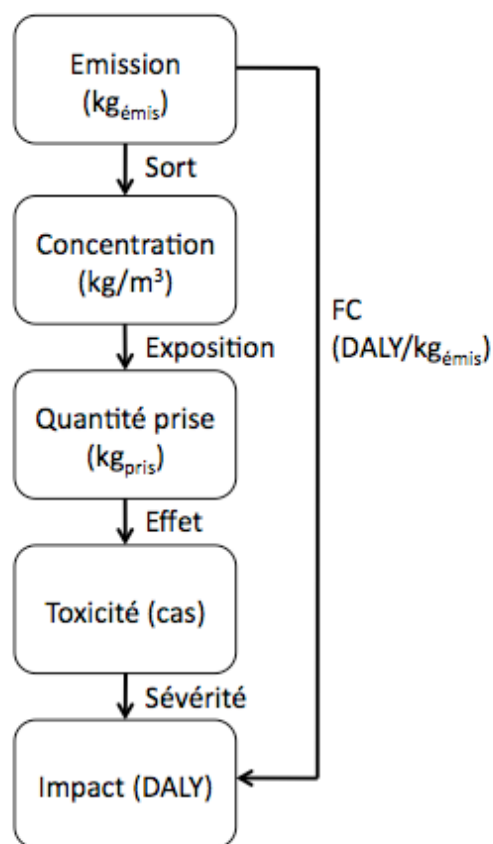 Emission
(kgémis)
Sort
Concentration
(kg/m³)
FC
(DALY/kgémis)
Exposition
Quantité prise
(kgpris)
Effet
Toxicité (cas)
Sévérité
Impact (DALY)